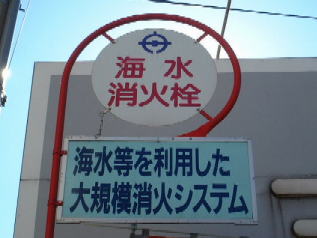 海水
消火栓
海水等を利用した
大規模消火システム